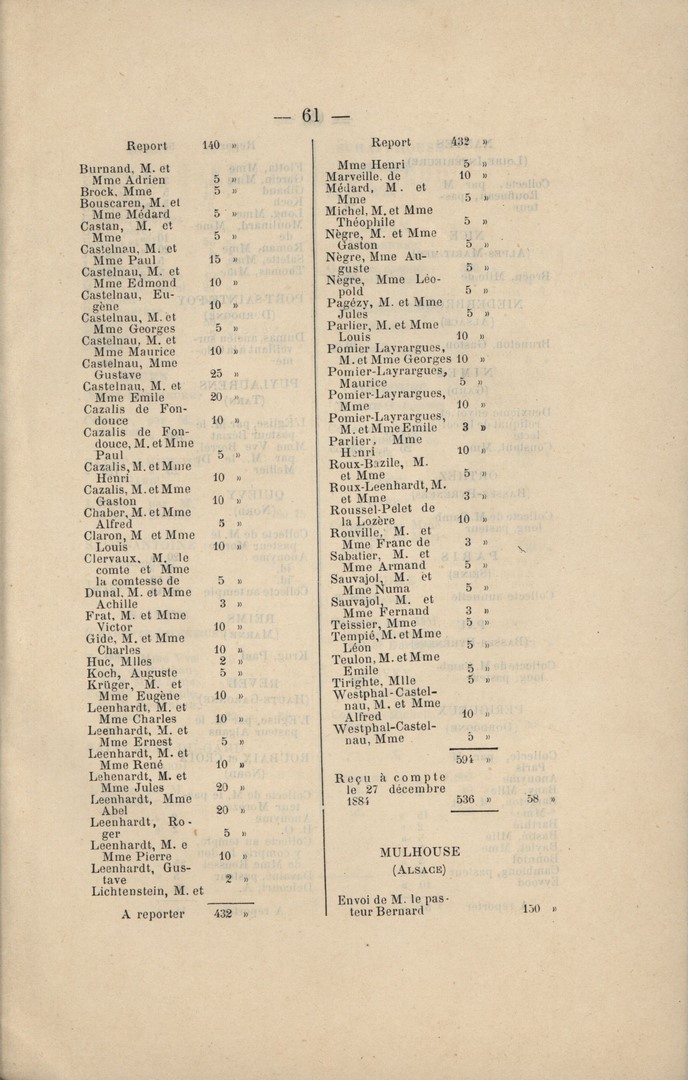 — 61 —
Report 140 »
Burnand, M. et
Mme Adrien 5 »
Brock, Mme 5 »
Bouscaren, M. et
Mme Médard 5 »
Castan, M. et
Mme 5 »
Castelnau, M. et
Mme Paul 15 »
Castelnau, M. et
Mme Edmond 10 »
Castelnau, Eu-
gène 10 »
Castelnau, M. et
Mme Georges 5 »
Castelnau, M. et
Mme Maurice 10 »
Castelnau, Mme
Gustave 25 »
Castelnau, M. et
Mme Emile 20 »
Cazalis de Fon-
douce 10 »
Cazalis de Fon-
douce, M. et Mme
Paul 5 »
Cazalis, M. et Mme
Henri 10 »
Cazalis, M. et Mme
Gaston 10 »
Chaber, M. et Mme
Alfred 5 »
Claron, M et Mme
Louis 10 »
Clervaux, M. le
comte et Mme
la comtesse de 5 »
Dunal, M. et Mme
Achille 3 »
Frat, M. et Mme
Victor 10 »
Gide, M. et Mme
Charles 10 »
Huc, Mlles 2 »
Koch, Auguste 5 »
Krüger, M. et
Mme Eugène 10 »
Leenhardt, M. et
Mme Charles 10 »
Leenhardt, M. et
Mme Ernest 5 »
Leenhardt, M. et
Mme René 10 »
Lehenardt, M. et
Mme Jules 20 »
Leenhardt, Mme
Abel 20 »
Leenhardt, Ro-
ger 5 »
Leenhardt, M. e
Mme Pierre 10 »
Leenhardt, Gus-
tave 2 »
Lichtenstein, M. et
A reporter 432 »
Report 432 »
Mme Henri 5 »
Marveille, de 10 »
Médard, M. et
Mme 5 »
Michel, M. et Mme
Théophile 5 »
Nègre, M. et Mme
Gaston 5 »
Nègre, Mme Au-
guste 5 »
Nègre, Mme Léo-
pold 5 »
Pagézy, M. et Mme
Jules 5 »
Parlier, M. et Mme
Louis 10 »
Pomier Layrargues,
M. et Mme Georges 10 »
Pomier-Layrargues,
Maurice 5 »
Pomier-Layrargues,
Mme 10 »
Pomier-Layrargues,
M. et Mme Emile 3 »
Parlier, Mme
Henri 10 »
Roux-Bazile, M.
et Mme 5 »
Roux-Leenhardt, M.
et Mme 3 »
Roussel-Pelet de
la Lozère 10 »
Rouville, M. et
Mme Franc de 3 »
Sabatier, M. et
Mme Armand 5 »
Sauvajol, M. et
Mme Numa 5 »
Sauvajol, M. et
Mme Fernand 3 »
Teissier, Mme 5 »
Tempié, M. et Mme
Léon 5 »
Teulon, M. et Mme
Emile 5 »
Tirighte, Mlle 5 »
Westphal-Castel-
nau, M. et Mme
Alfred 10 »
Westphal-Castel-
nau, Mme 5 »
594 »
Reçu à compte
le 27 décembre
1884 536 » 58 »
MULHOUSE
(ALSACE)
Envoi de M. le pas-
teur Bernard 150 »